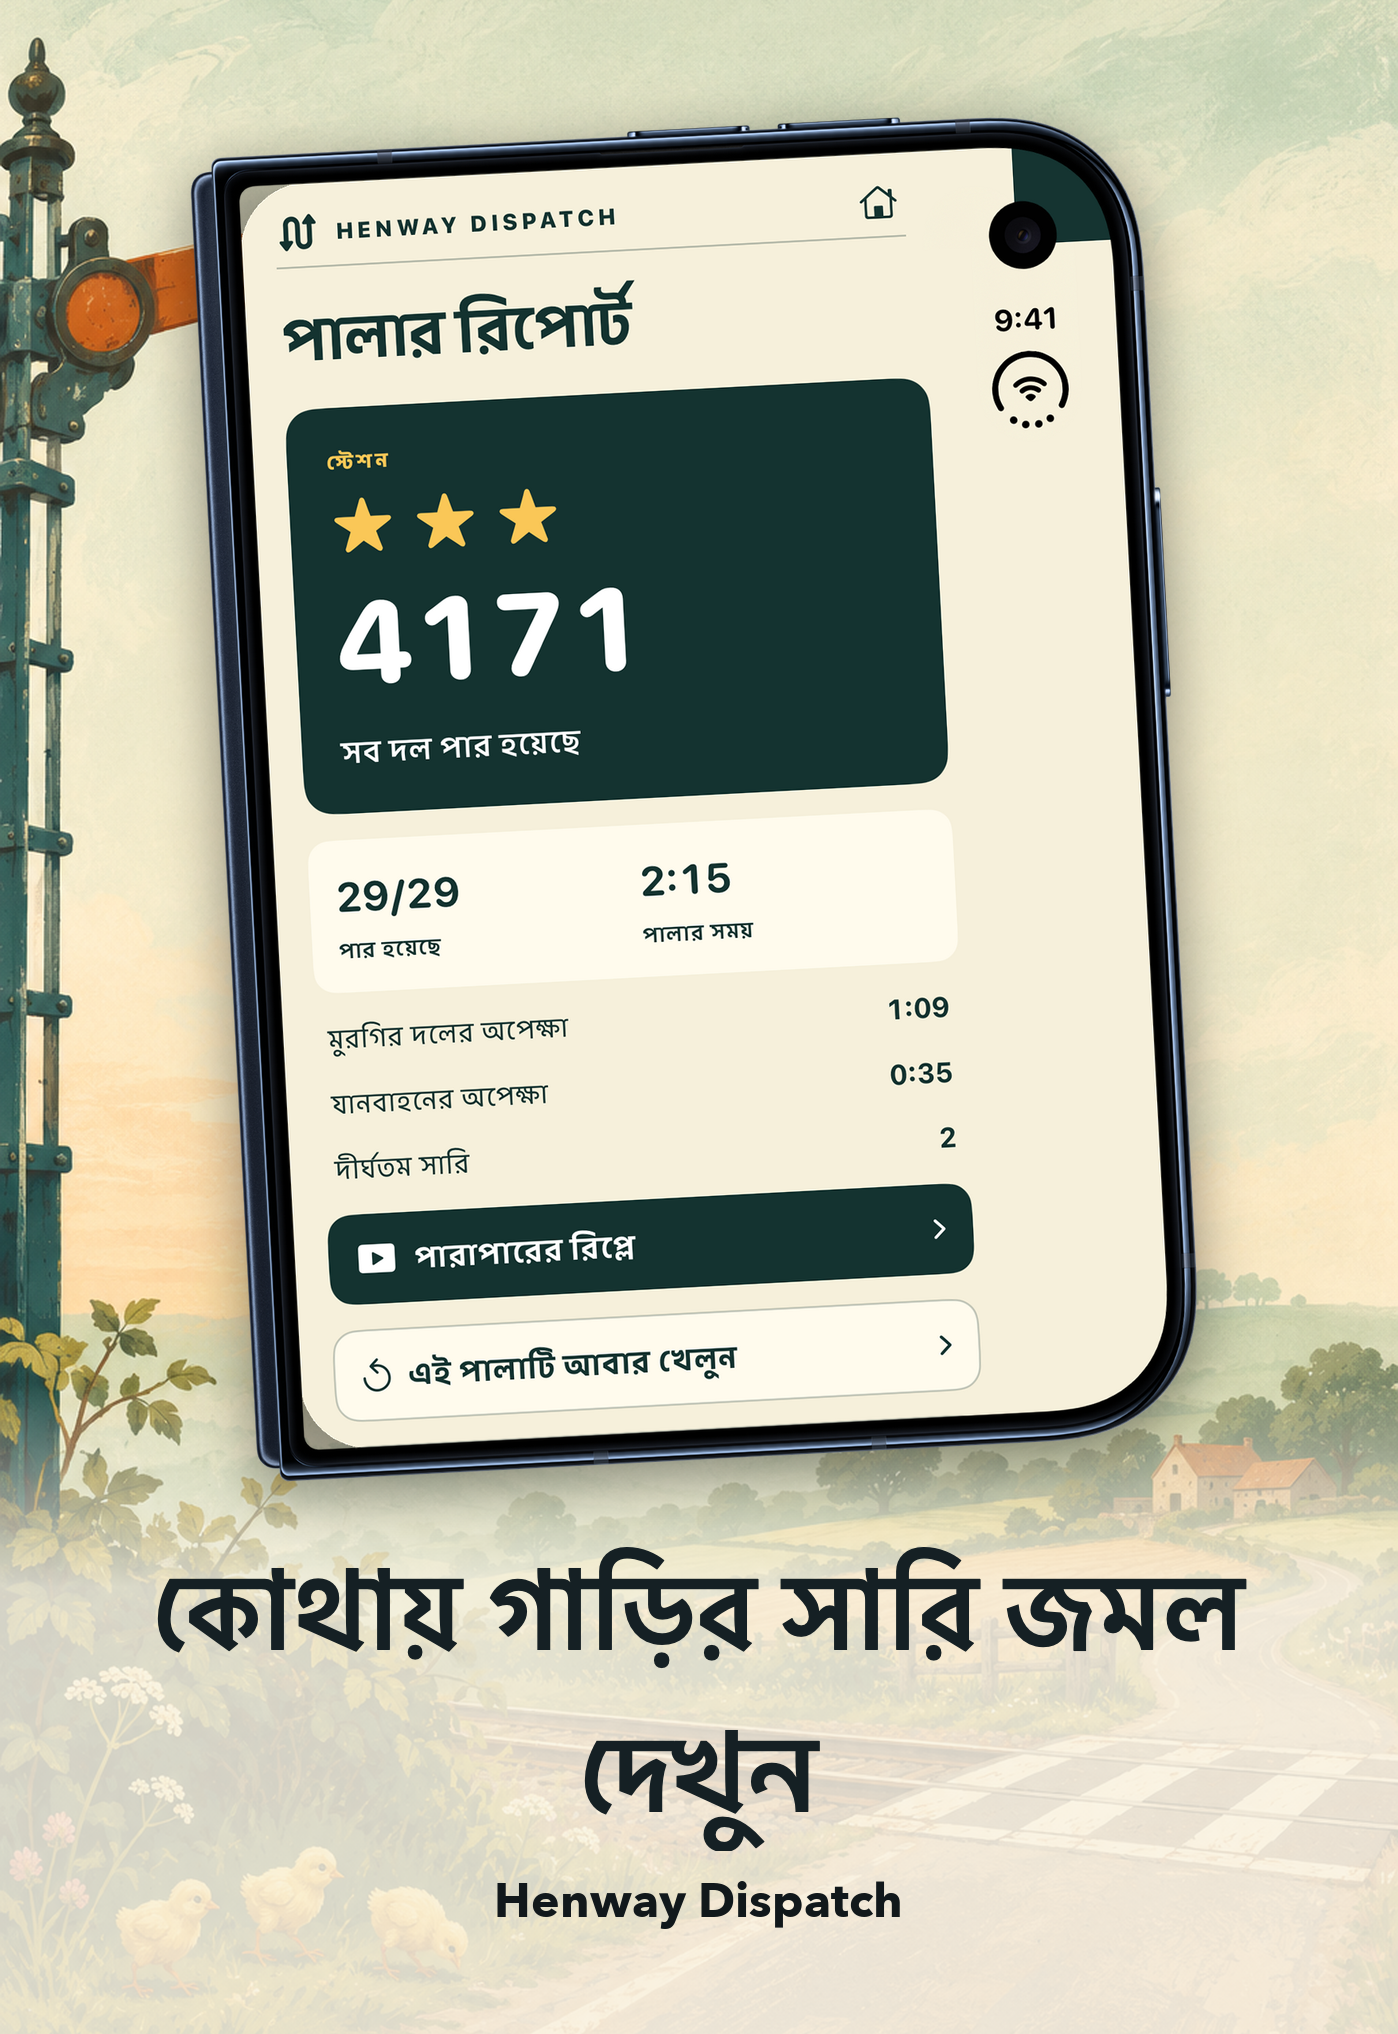 HENWAY DISPATCH
পালার রিপোর্ট
9:41
স্টেশন
4171
সব দল পার হয়েছে
29/29
পার হয়েছে
2:15
পালার সময়
মুরগির দলের অপেক্ষা 1:09
যানবাহনের অপেক্ষা 0:35
দীর্ঘতম সারি 2
পারাপারের রিপ্লে
এই পালাটি আবার খেলুন
কোথায় গাড়ির সারি জমল
দেখুন
Henway Dispatch